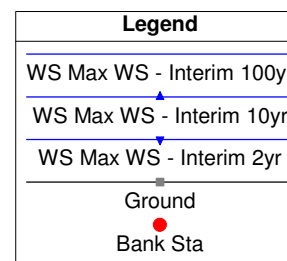 Legend
WS Max WS - Interim 100y
WS Max WS - Interim 10yr
WS Max WS - Interim 2yr
Ground
Bank Sta